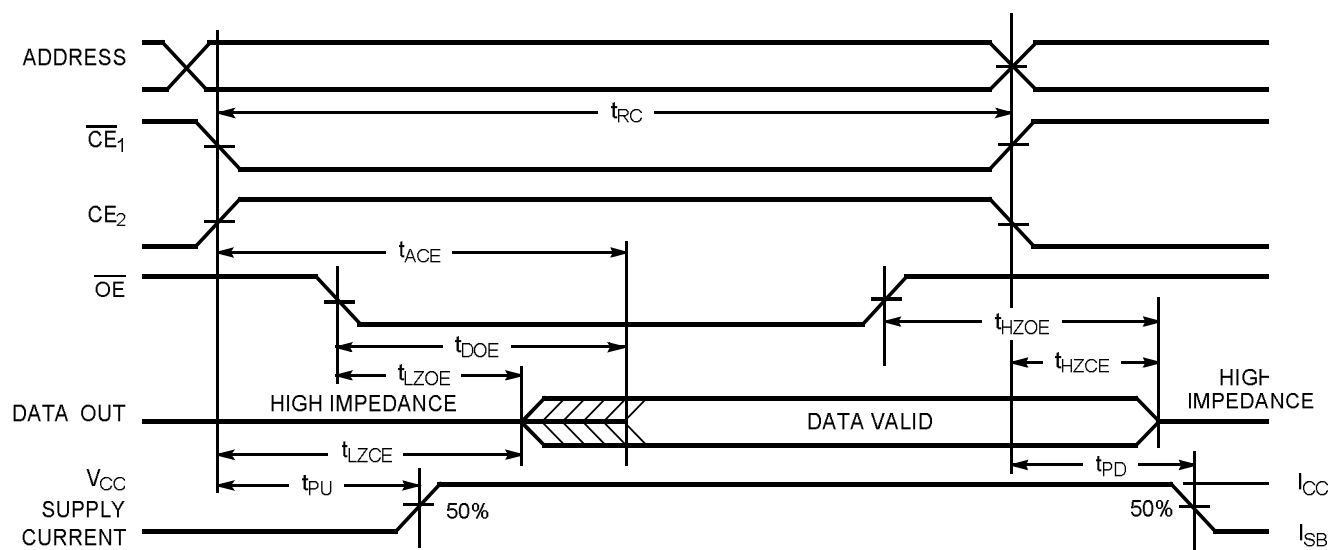 ADDRESS
tRC
CE1
CE2
tACE
OE
tHZOE
tDOE
tHZCE
tLZOE
HIGH IMPEDANCE
HIGH
IMPEDANCE
DATA OUT
DATA VALID
tLZCE
tPD
VCC
SUPPLY
CURRENT
tPU
50%
50%
ICC
ISB